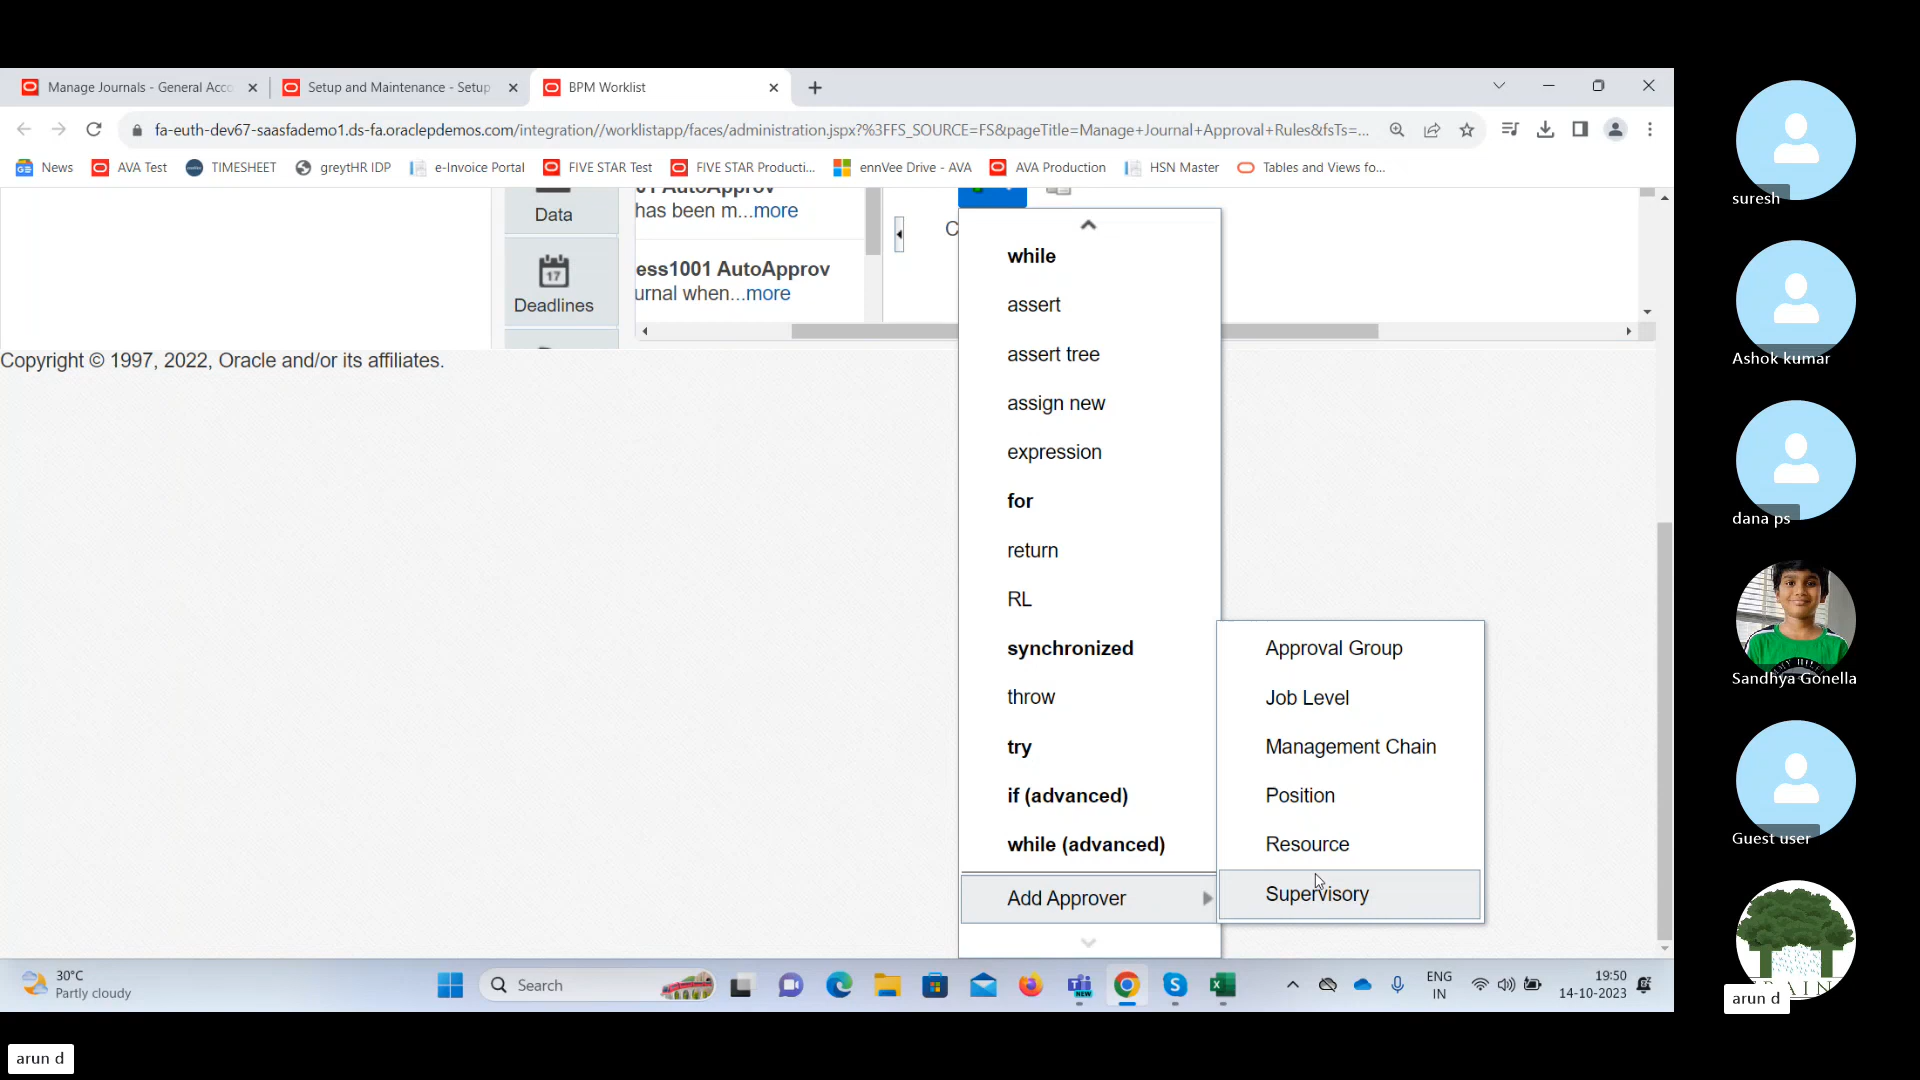 Manage Journals - General Acco
Setup and Maintenance - Setup
BPM Worklist
fa-euth-dev67-saasfademo1.ds-fa.oraclepdemos.com/integration//worklistapp/faces/administration.jspx?%3FFS_SOURCE=FS&pageTitle=Manage+Journal+Approval+Rules&fsTs=...
News
AVA Test
TIMESHEET
greytHR IDP
e-Invoice Portal
FIVE STAR Test
FIVE STAR Producti...
ennVee Drive - AVA
AVA Production
HSN Master
Tables and Views fo...
Data
01 AutoApprov
has been m...more
C
17
Deadlines
ess1001 AutoApprov
urnal when...more
Copyright © 1997, 2022, Oracle and/or its affiliates.
while
assert
assert tree
assign new
expression
for
return
RL
synchronized
throw
try
if (advanced)
while (advanced)
Add Approver
Approval Group
Job Level
Management Chain
Position
Resource
Supervisory
30°C
Partly cloudy
Search
ENG
IN
19:50
14-10-2023
suresh
Ashok kumar
dana ps
Sandhya Gonella
Guest user
arun d
arun d